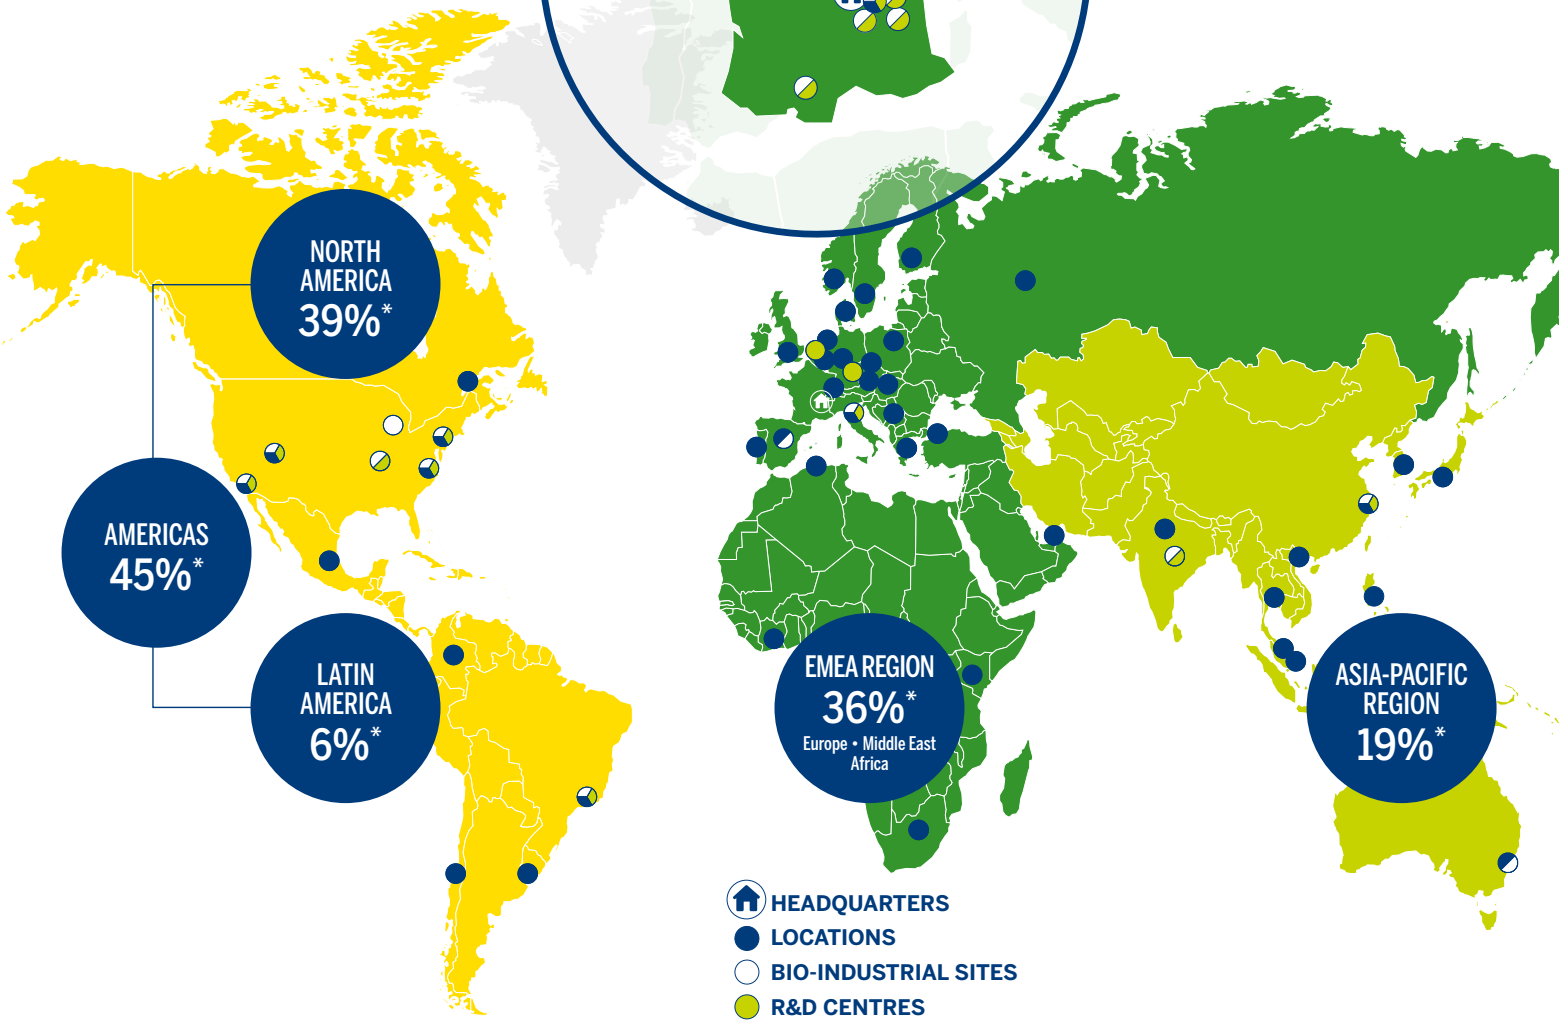 NORTH
AMERICA
39%*
AMERICAS
45%*
LATIN
AMERICA
6%*
EMEA REGION
36%*
Europe • Middle East
Africa
ASIA-PACIFIC
REGION
19%*
HEADQUARTERS
LOCATIONS
BIO-INDUSTRIAL SITES
R&D CENTRES